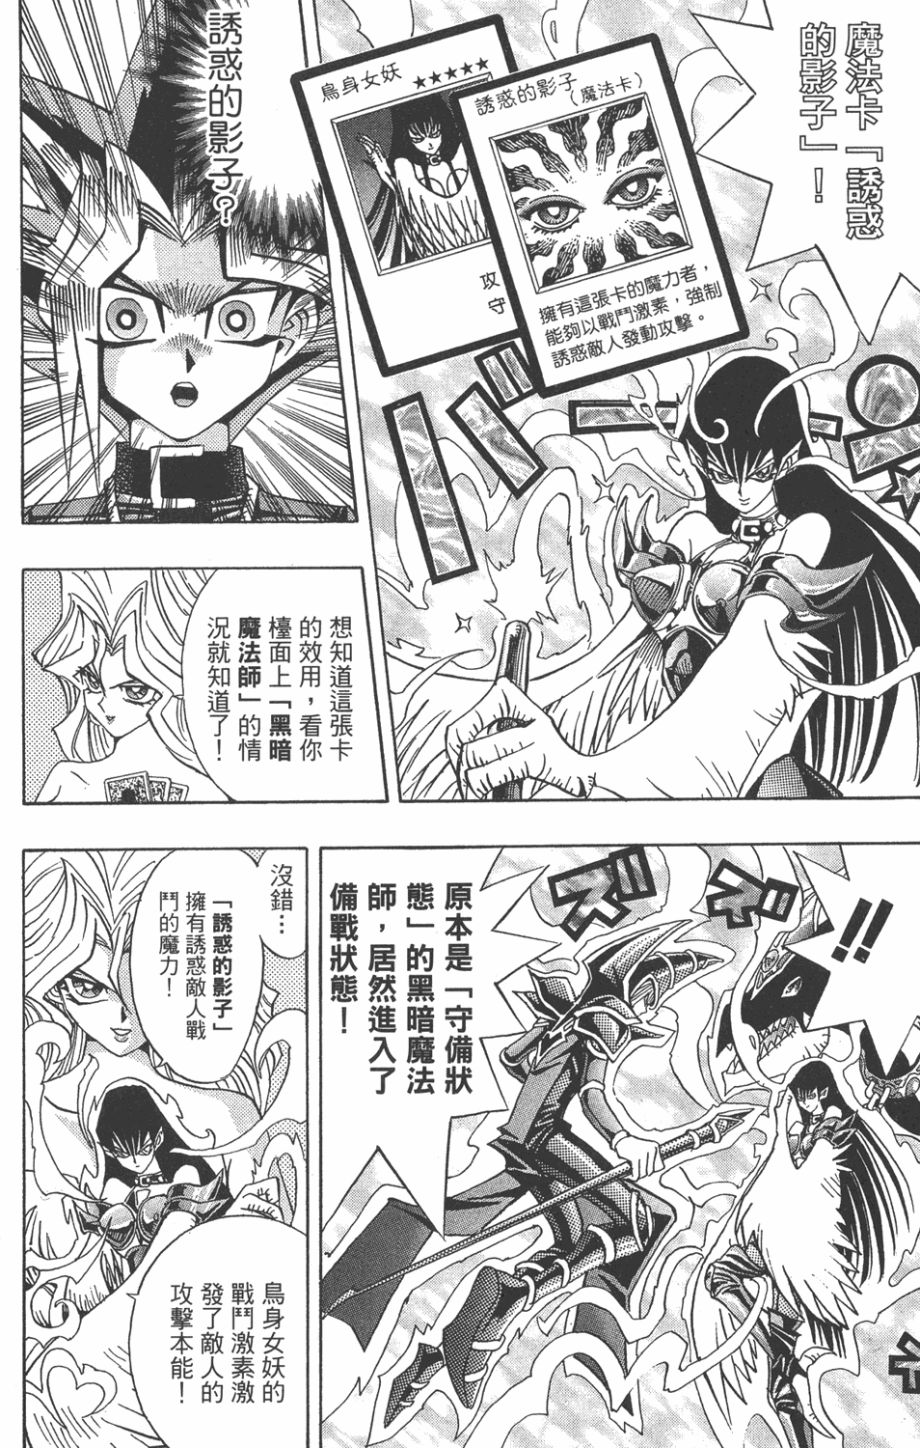 魔法卡「誘惑
的影子」！
鳥身女妖
★★★★★
攻
守
誘惑的影子
（魔法卡）
擁有這張卡的魔力者，
能夠以戰鬥激素，強制
誘惑敵人發動攻擊。
バーン
誘惑的影子？
想知道這張卡
的效用，看你
檯面上「黑暗
魔法師」的情
況就知道了！
!!
ズズ
原本是「守備狀
態」的黑暗魔法
師，居然進入了
備戰狀態！
沒錯…
「誘惑的影子」
擁有誘惑敵人戰
鬥的魔力！
鳥身女妖的
戰鬥激素激
發了敵人的
攻擊本能！